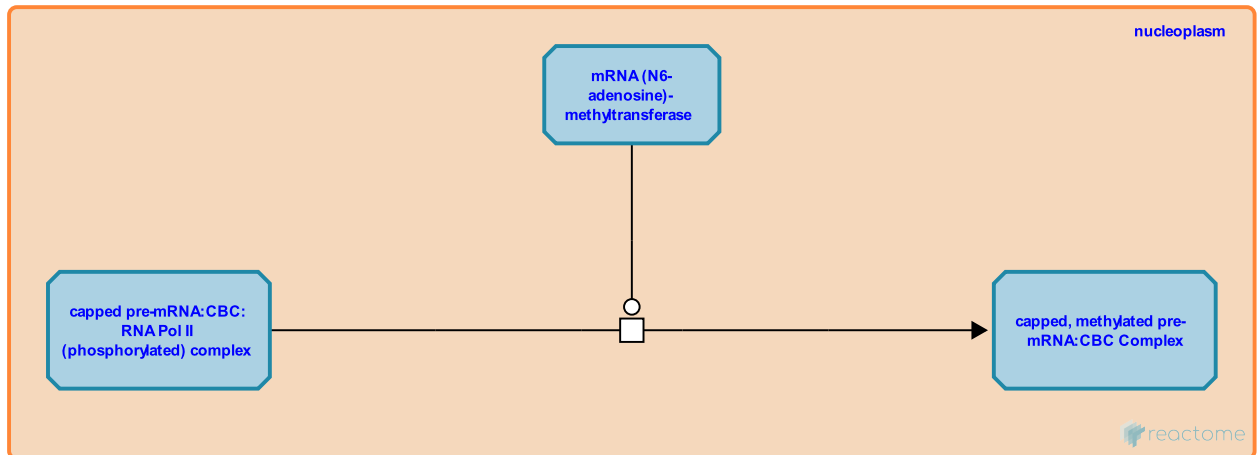 nucleoplasm
mRNA (N6-
adenosine)-
methyltransferase
capped pre-mRNA:CBC:
RNA Pol II
(phosphorylated) complex
capped, methylated pre-
mRNA:CBC Complex
reactome